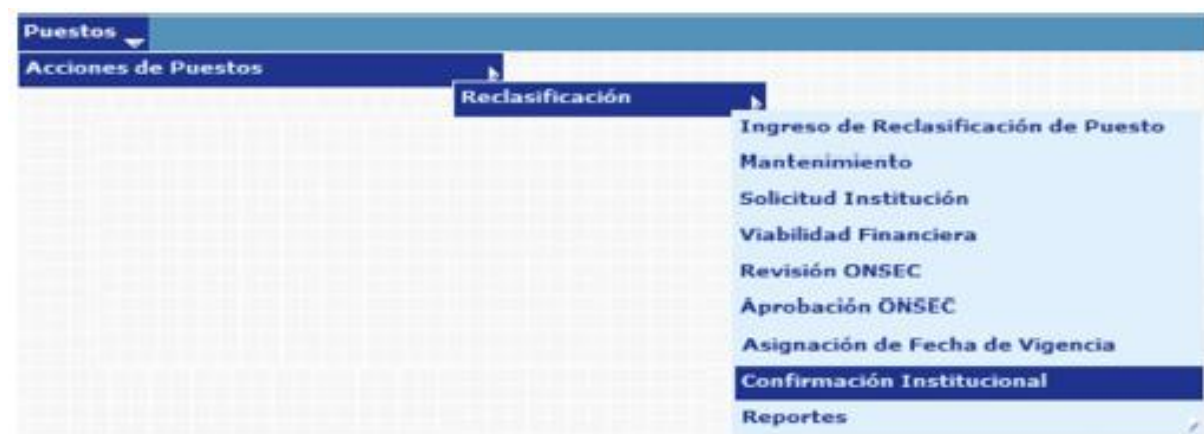 Puestos
Acciones de Puestos
Reclasificación
Ingreso de Reclasificación de Puesto
Mantenimiento
Solicitud Institución
Viabilidad Financiera
Revisión ONSEC
Aprobación ONSEC
Asignación de Fecha de Vigencia
Confirmación Institucional
Reportes